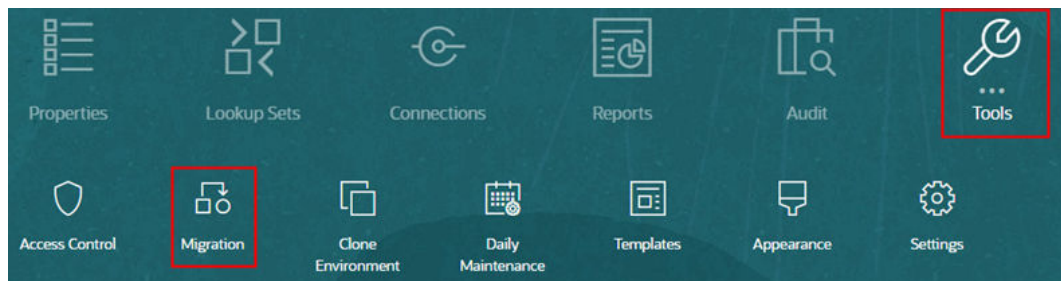 Properties
Lookup Sets
Connections
Reports
Audit
Tools
Access Control
Migration
Clone
Environment
Daily
Maintenance
Templates
Appearance
Settings